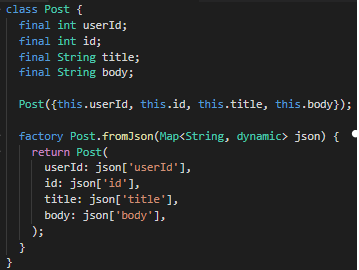 class Post {
  final int userId;
  final int id;
  final String title;
  final String body;

  Post({this.userId, this.id, this.title, this.body});

  factory Post.fromJson(Map<String, dynamic> json) {
    return Post(
      userId: json['userId'],
      id: json['id'],
      title: json['title'],
      body: json['body'],
    );
  }
}